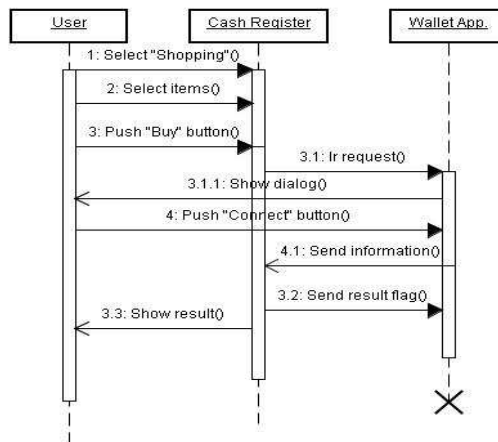 User
Cash Register
Wallet App.
1: Select "Shopping"()
2: Select items()
3: Push "Buy" button()
3.1: Ir request()
3.1.1: Show dialog()
4: Push "Connect" button()
4.1: Send information()
3.2: Send result flag()
3.3: Show result()